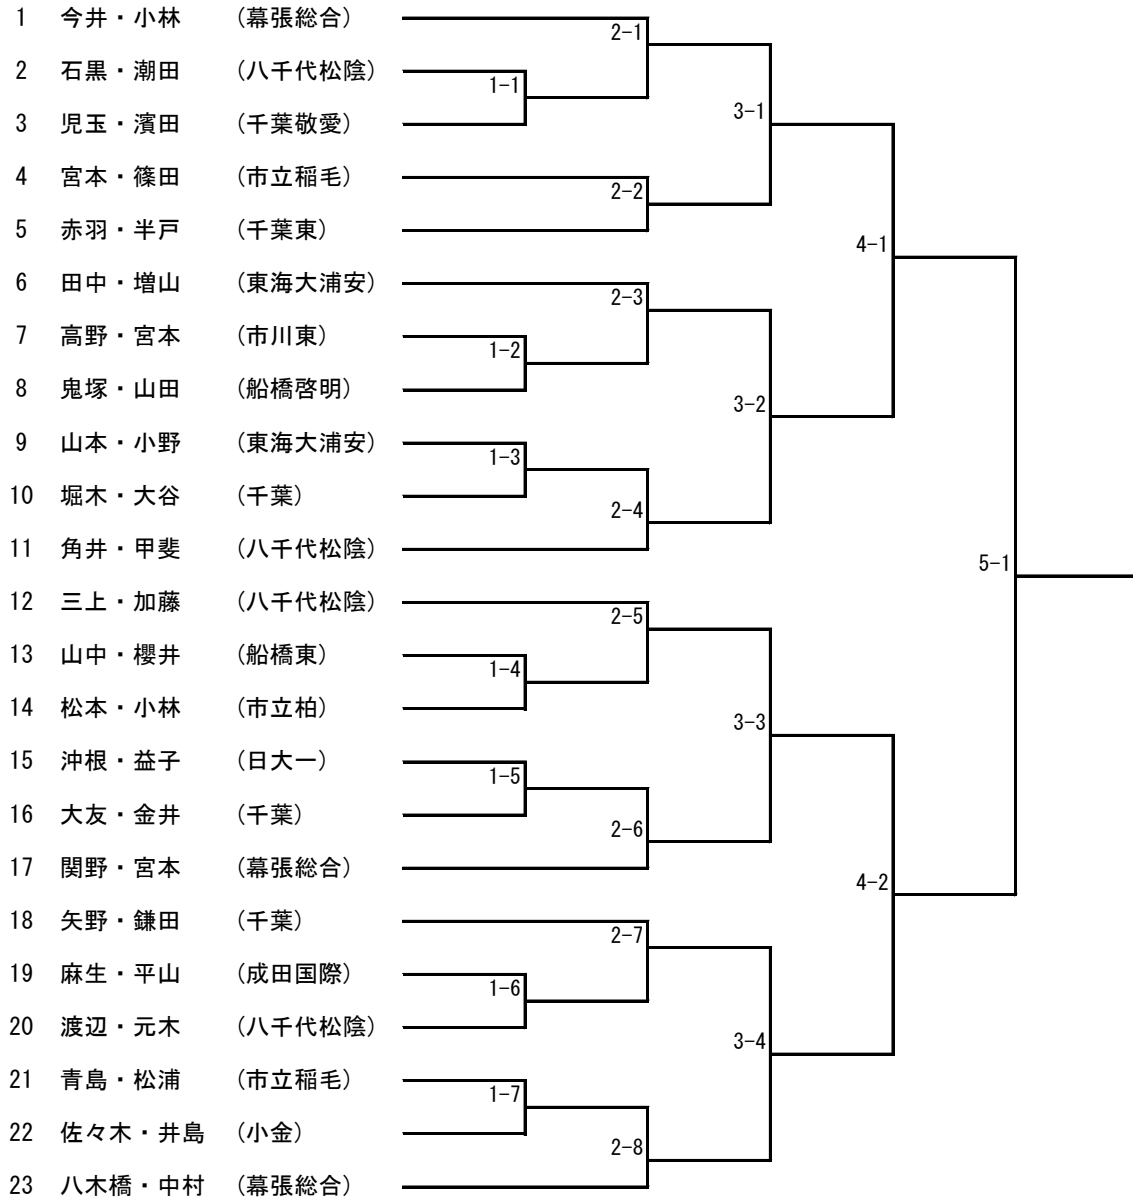 1 今井・小林 (幕張総合)
2-1
2 石黒・潮田 (八千代松陰)
1-1
3-1
3 児玉・濱田 (千葉敬愛)
4 宮本・篠田 (市立稲毛)
2-2
5 赤羽・半戸 (千葉東)
4-1
6 田中・増山 (東海大浦安)
2-3
7 高野・宮本 (市川東)
1-2
8 鬼塚・山田 (船橋啓明)
3-2
9 山本・小野 (東海大浦安)
1-3
10 堀木・大谷 (千葉)
2-4
11 角井・甲斐 (八千代松陰)
5-1
12 三上・加藤 (八千代松陰)
2-5
13 山中・櫻井 (船橋東)
1-4
14 松本・小林 (市立柏)
3-3
15 沖根・益子 (日大一)
1-5
16 大友・金井 (千葉)
2-6
17 関野・宮本 (幕張総合)
4-2
18 矢野・鎌田 (千葉)
2-7
19 麻生・平山 (成田国際)
1-6
20 渡辺・元木 (八千代松陰)
3-4
21 青島・松浦 (市立稲毛)
1-7
22 佐々木・井島 (小金)
2-8
23 八木橋・中村 (幕張総合)